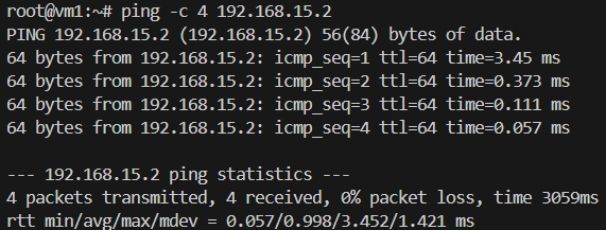 root@vm1:~# ping -c 4 192.168.15.2
PING 192.168.15.2 (192.168.15.2) 56(84) bytes of data.
64 bytes from 192.168.15.2: icmp_seq=1 ttl=64 time=3.45 ms
64 bytes from 192.168.15.2: icmp_seq=2 ttl=64 time=0.373 ms
64 bytes from 192.168.15.2: icmp_seq=3 ttl=64 time=0.111 ms
64 bytes from 192.168.15.2: icmp_seq=4 ttl=64 time=0.057 ms

--- 192.168.15.2 ping statistics ---
4 packets transmitted, 4 received, 0% packet loss, time 3059ms
rtt min/avg/max/mdev = 0.057/0.998/3.452/1.421 ms